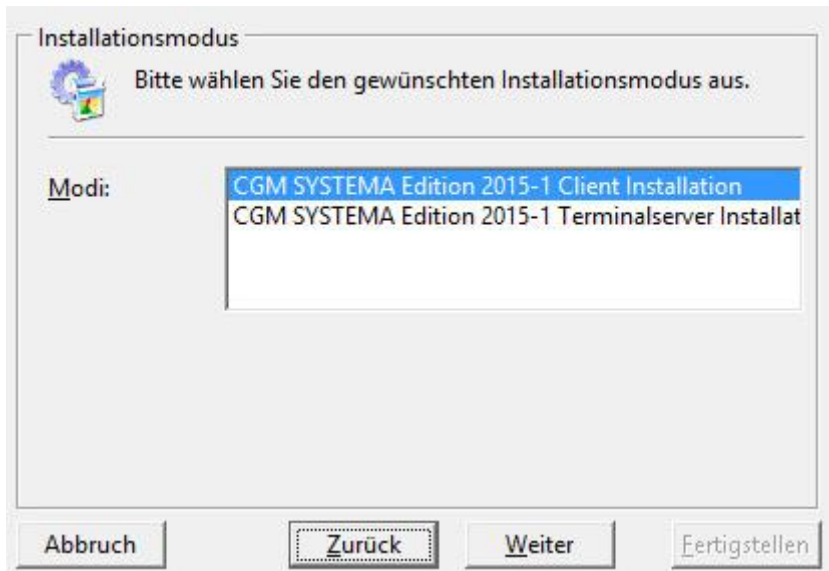 Installationsmodus
Bitte wählen Sie den gewünschten Installationsmodus aus.
Modi:
CGM SYSTEMA Edition 2015-1 Client Installation
CGM SYSTEMA Edition 2015-1 Terminalserver Installat
Abbruch
Zurück
Weiter
Fertigstellen